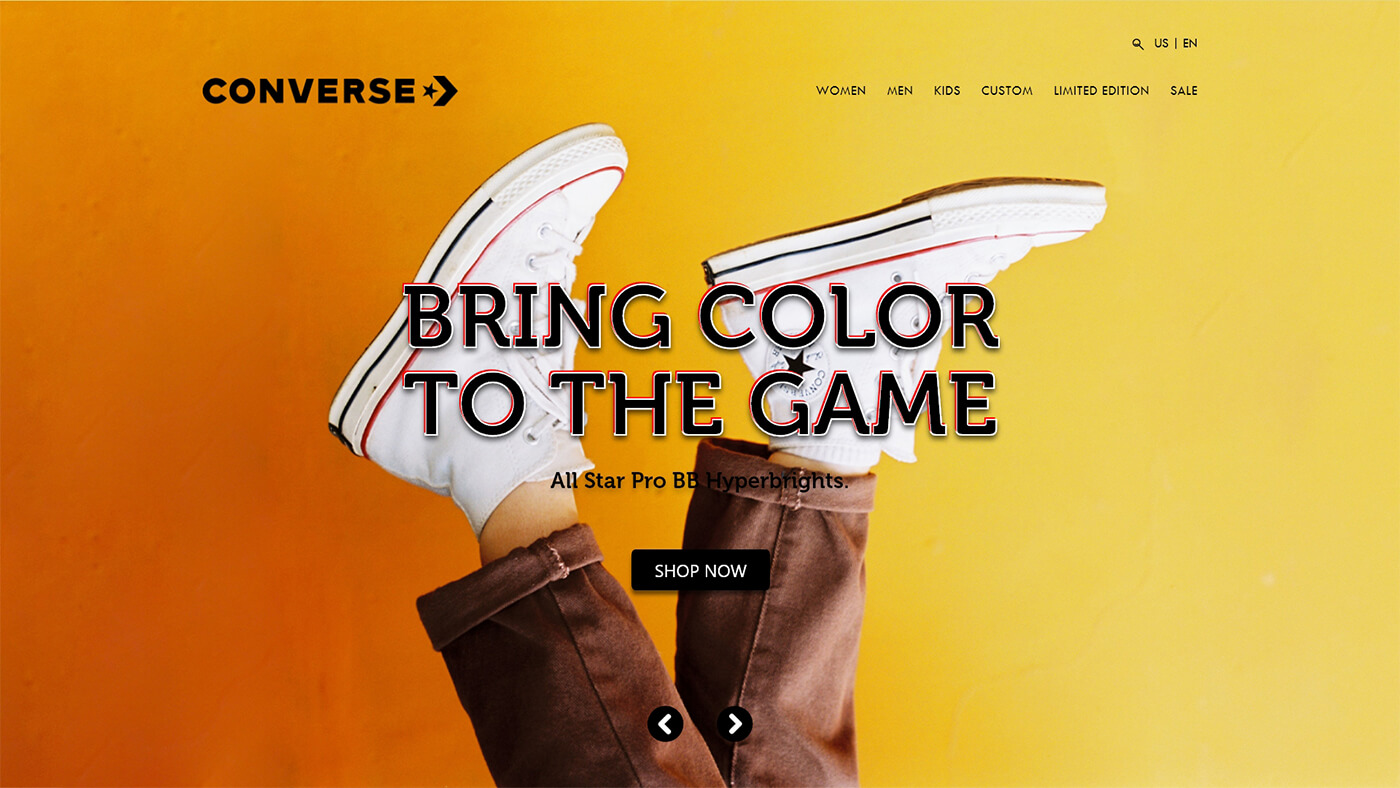 US | EN
CONVERSE
WOMEN MEN KIDS CUSTOM LIMITED EDITION SALE
BRING COLOR
TO THE GAME
All Star Pro BB Hyperbrights.
SHOP NOW